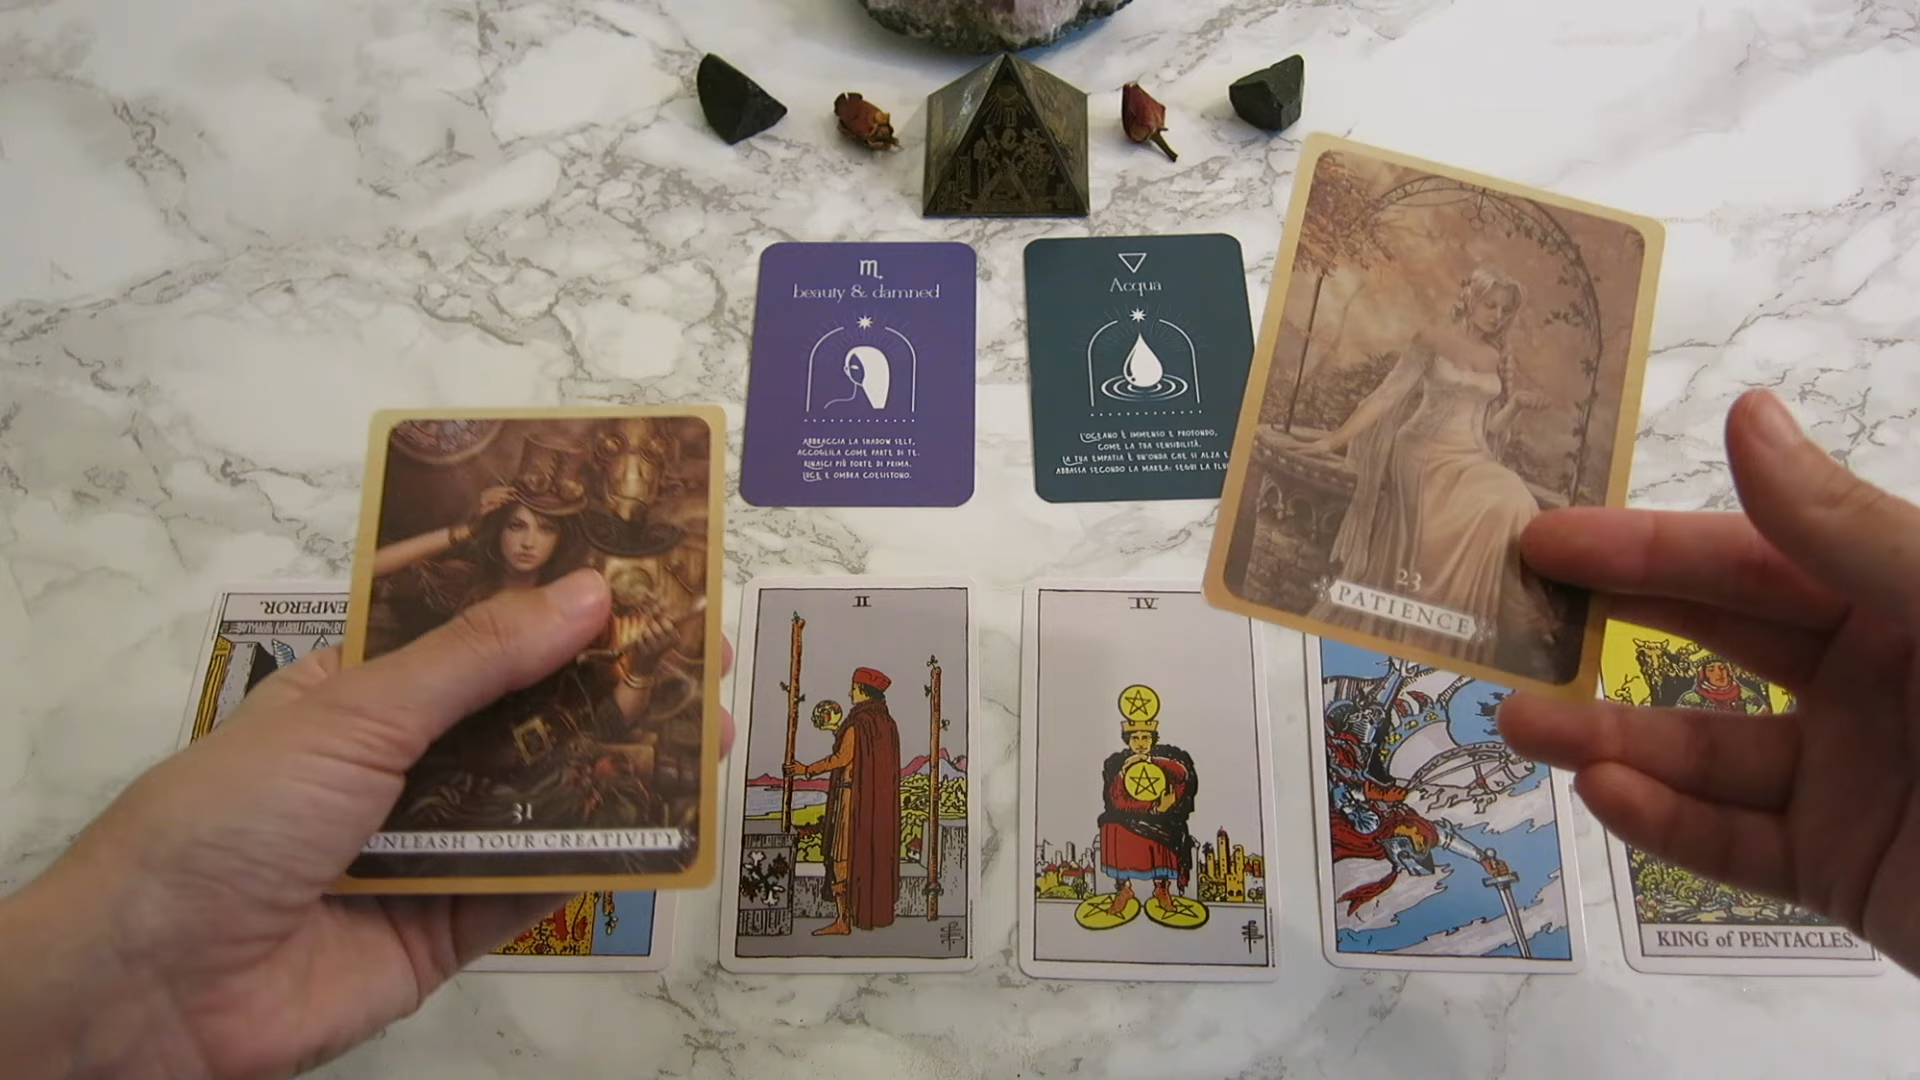 beauty & damned
ABBRACCIA LA SHADOW SELF,
ACCOGLILA COME PARTE DI TE.
RINASCI PIÙ FORTE DI PRIMA.
LUCE E OMBRA COESISTONO.
Acqua
L'OCEANO È IMMENSO E PROFONDO,
COME LA TUA SENSIBILITÀ.
LA TUA EMPATIA È UN'ONDA CHE SI ALZA E
ABBASSA SECONDO LA MAREA: SEGUI LA
23
PATIENCE
31
UNLEASH YOUR CREATIVITY
EMPEROR.
II
IV
KING of PENTACLES.